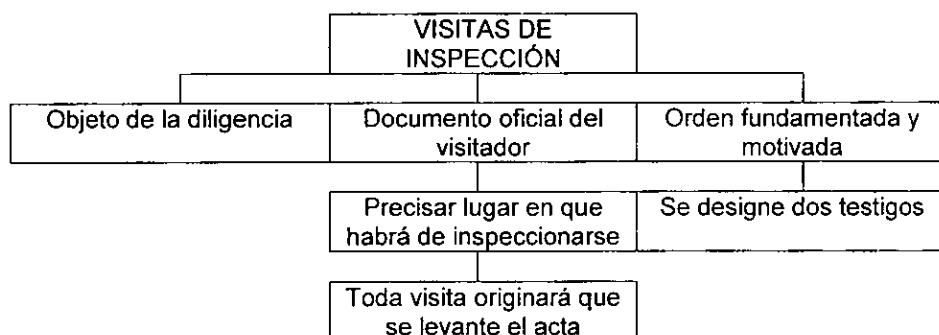 VISITAS DE
INSPECCIÓN
Objeto de la diligencia
Documento oficial del
visitador
Orden fundamentada y
motivada
Precisar lugar en que
habrá de inspeccionarse
Se designe dos testigos
Toda visita originará que
se levante el acta